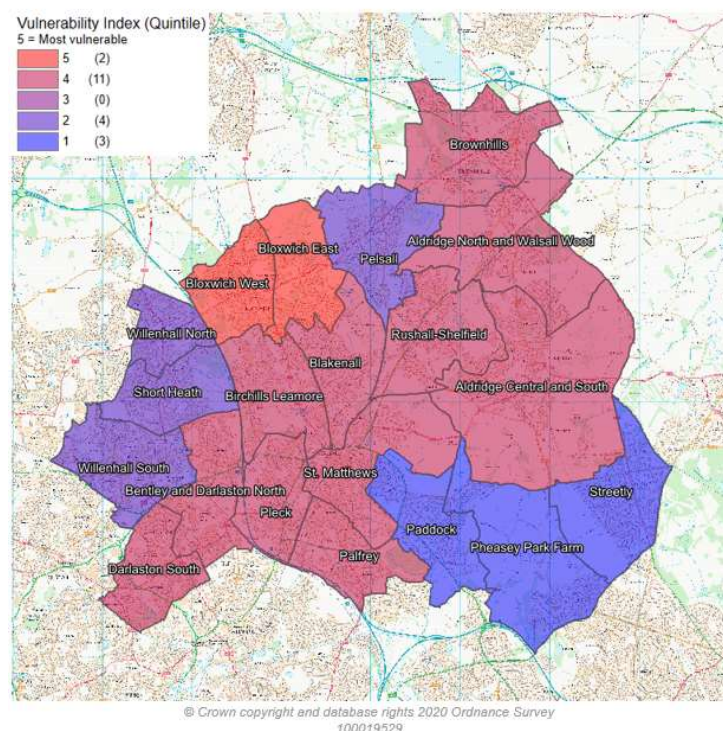 Vulnerability Index (Quintile)
5 = Most vulnerable
5 (2)
4 (11)
3 (0)
2 (4)
1 (3)
Brownhills
Aldridge North and Walsall Wood
Bloxwich East
Pelsall
Bloxwich West
Willenhall North
Rushall-Shelfield
Blakenall
Short Heath
Birchills Leamore
Aldridge Central and South
Willenhall South
St. Matthews
Bentley and Darlaston North
Streetly
Pleck
Paddock
Pheasey Park Farm
Palfrey
Darlaston South
© Crown copyright and database rights 2020 Ordnance Survey
100019529